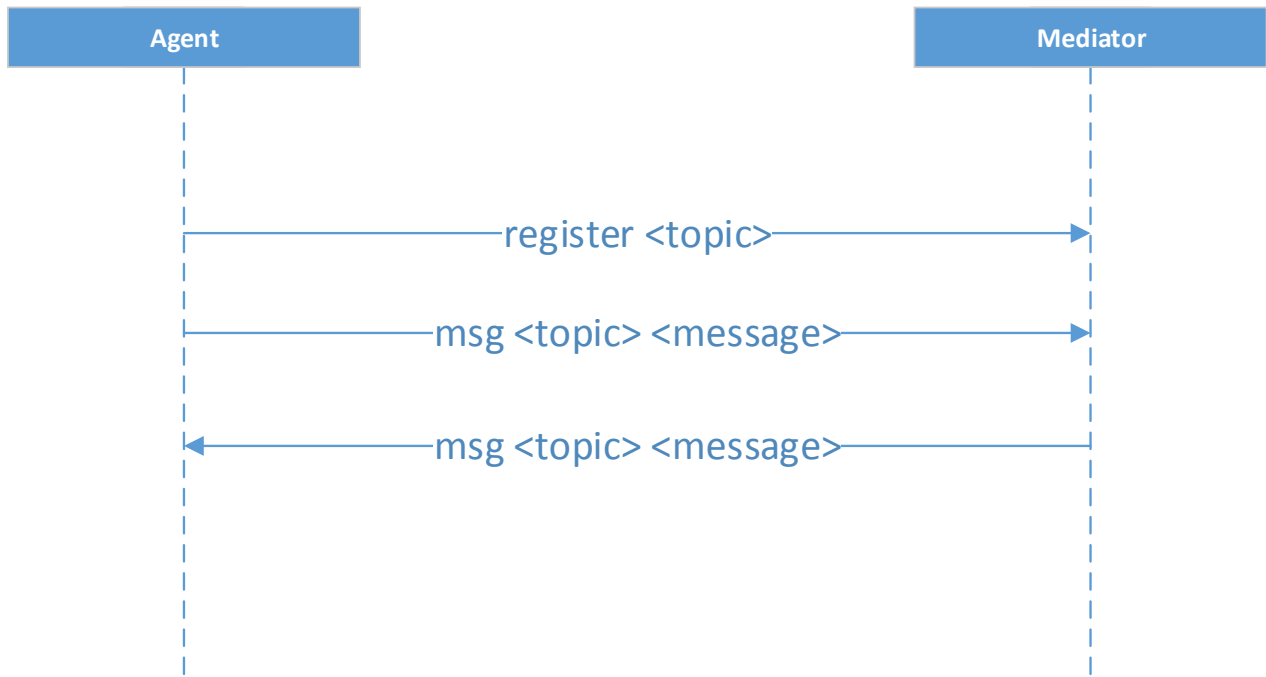 Agent
Mediator
register <topic>
msg <topic> <message>
msg <topic> <message>